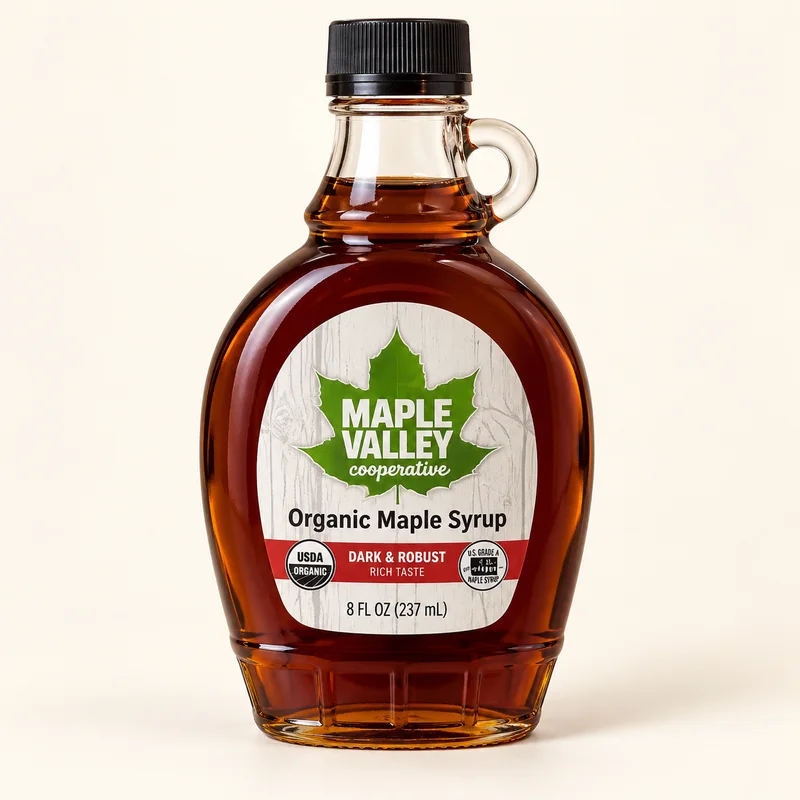 MAPLE
VALLEY
cooperative
Organic Maple Syrup
USDA
ORGANIC
DARK & ROBUST
RICH TASTE
U.S. GRADE A
MAPLE SYRUP
8 FL OZ (237 mL)